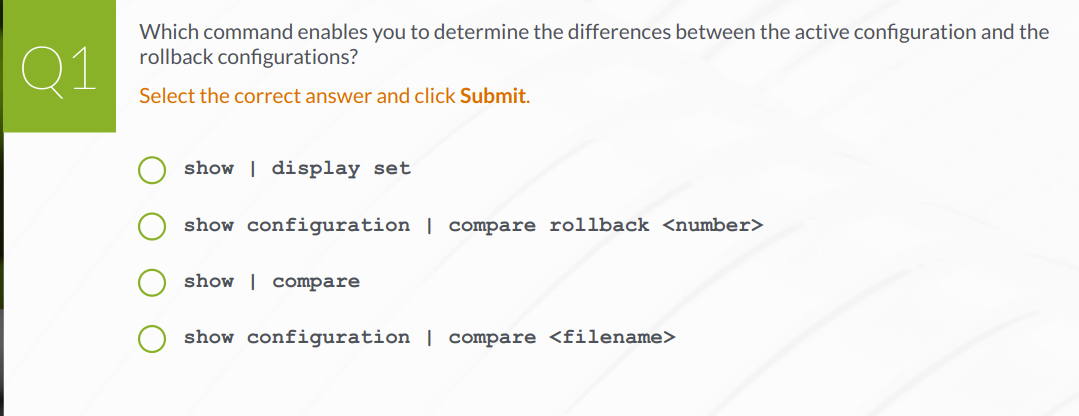 Q1
Which command enables you to determine the differences between the active configuration and the
rollback configurations?
Select the correct answer and click Submit.
show | display set
show configuration | compare rollback <number>
show | compare
show configuration | compare <filename>